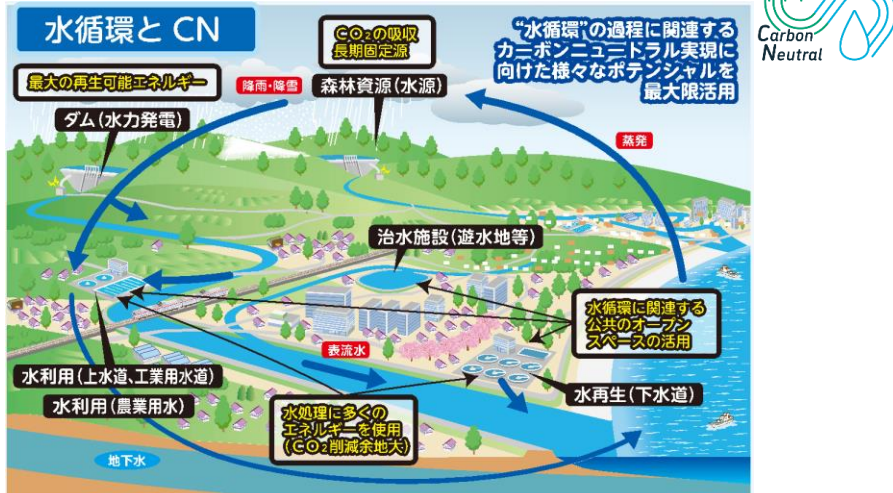 水循環と CN
CO₂の吸収
長期固定源
“水循環”の過程に関連する
カーボンニュートラル実現に
向けた様々なポテンシャルを
最大限活用
Carbon
Neutral
最大の再生可能エネルギー
降雨・降雪
森林資源(水源)
ダム(水力発電)
蒸発
治水施設(遊水地等)
水循環に関連する
公共のオープン
スペースの活用
表流水
水利用(上水道、工業用水道)
水利用(農業用水)
水再生(下水道)
水処理に多くの
エネルギーを使用
(CO₂削減余地大)
地下水